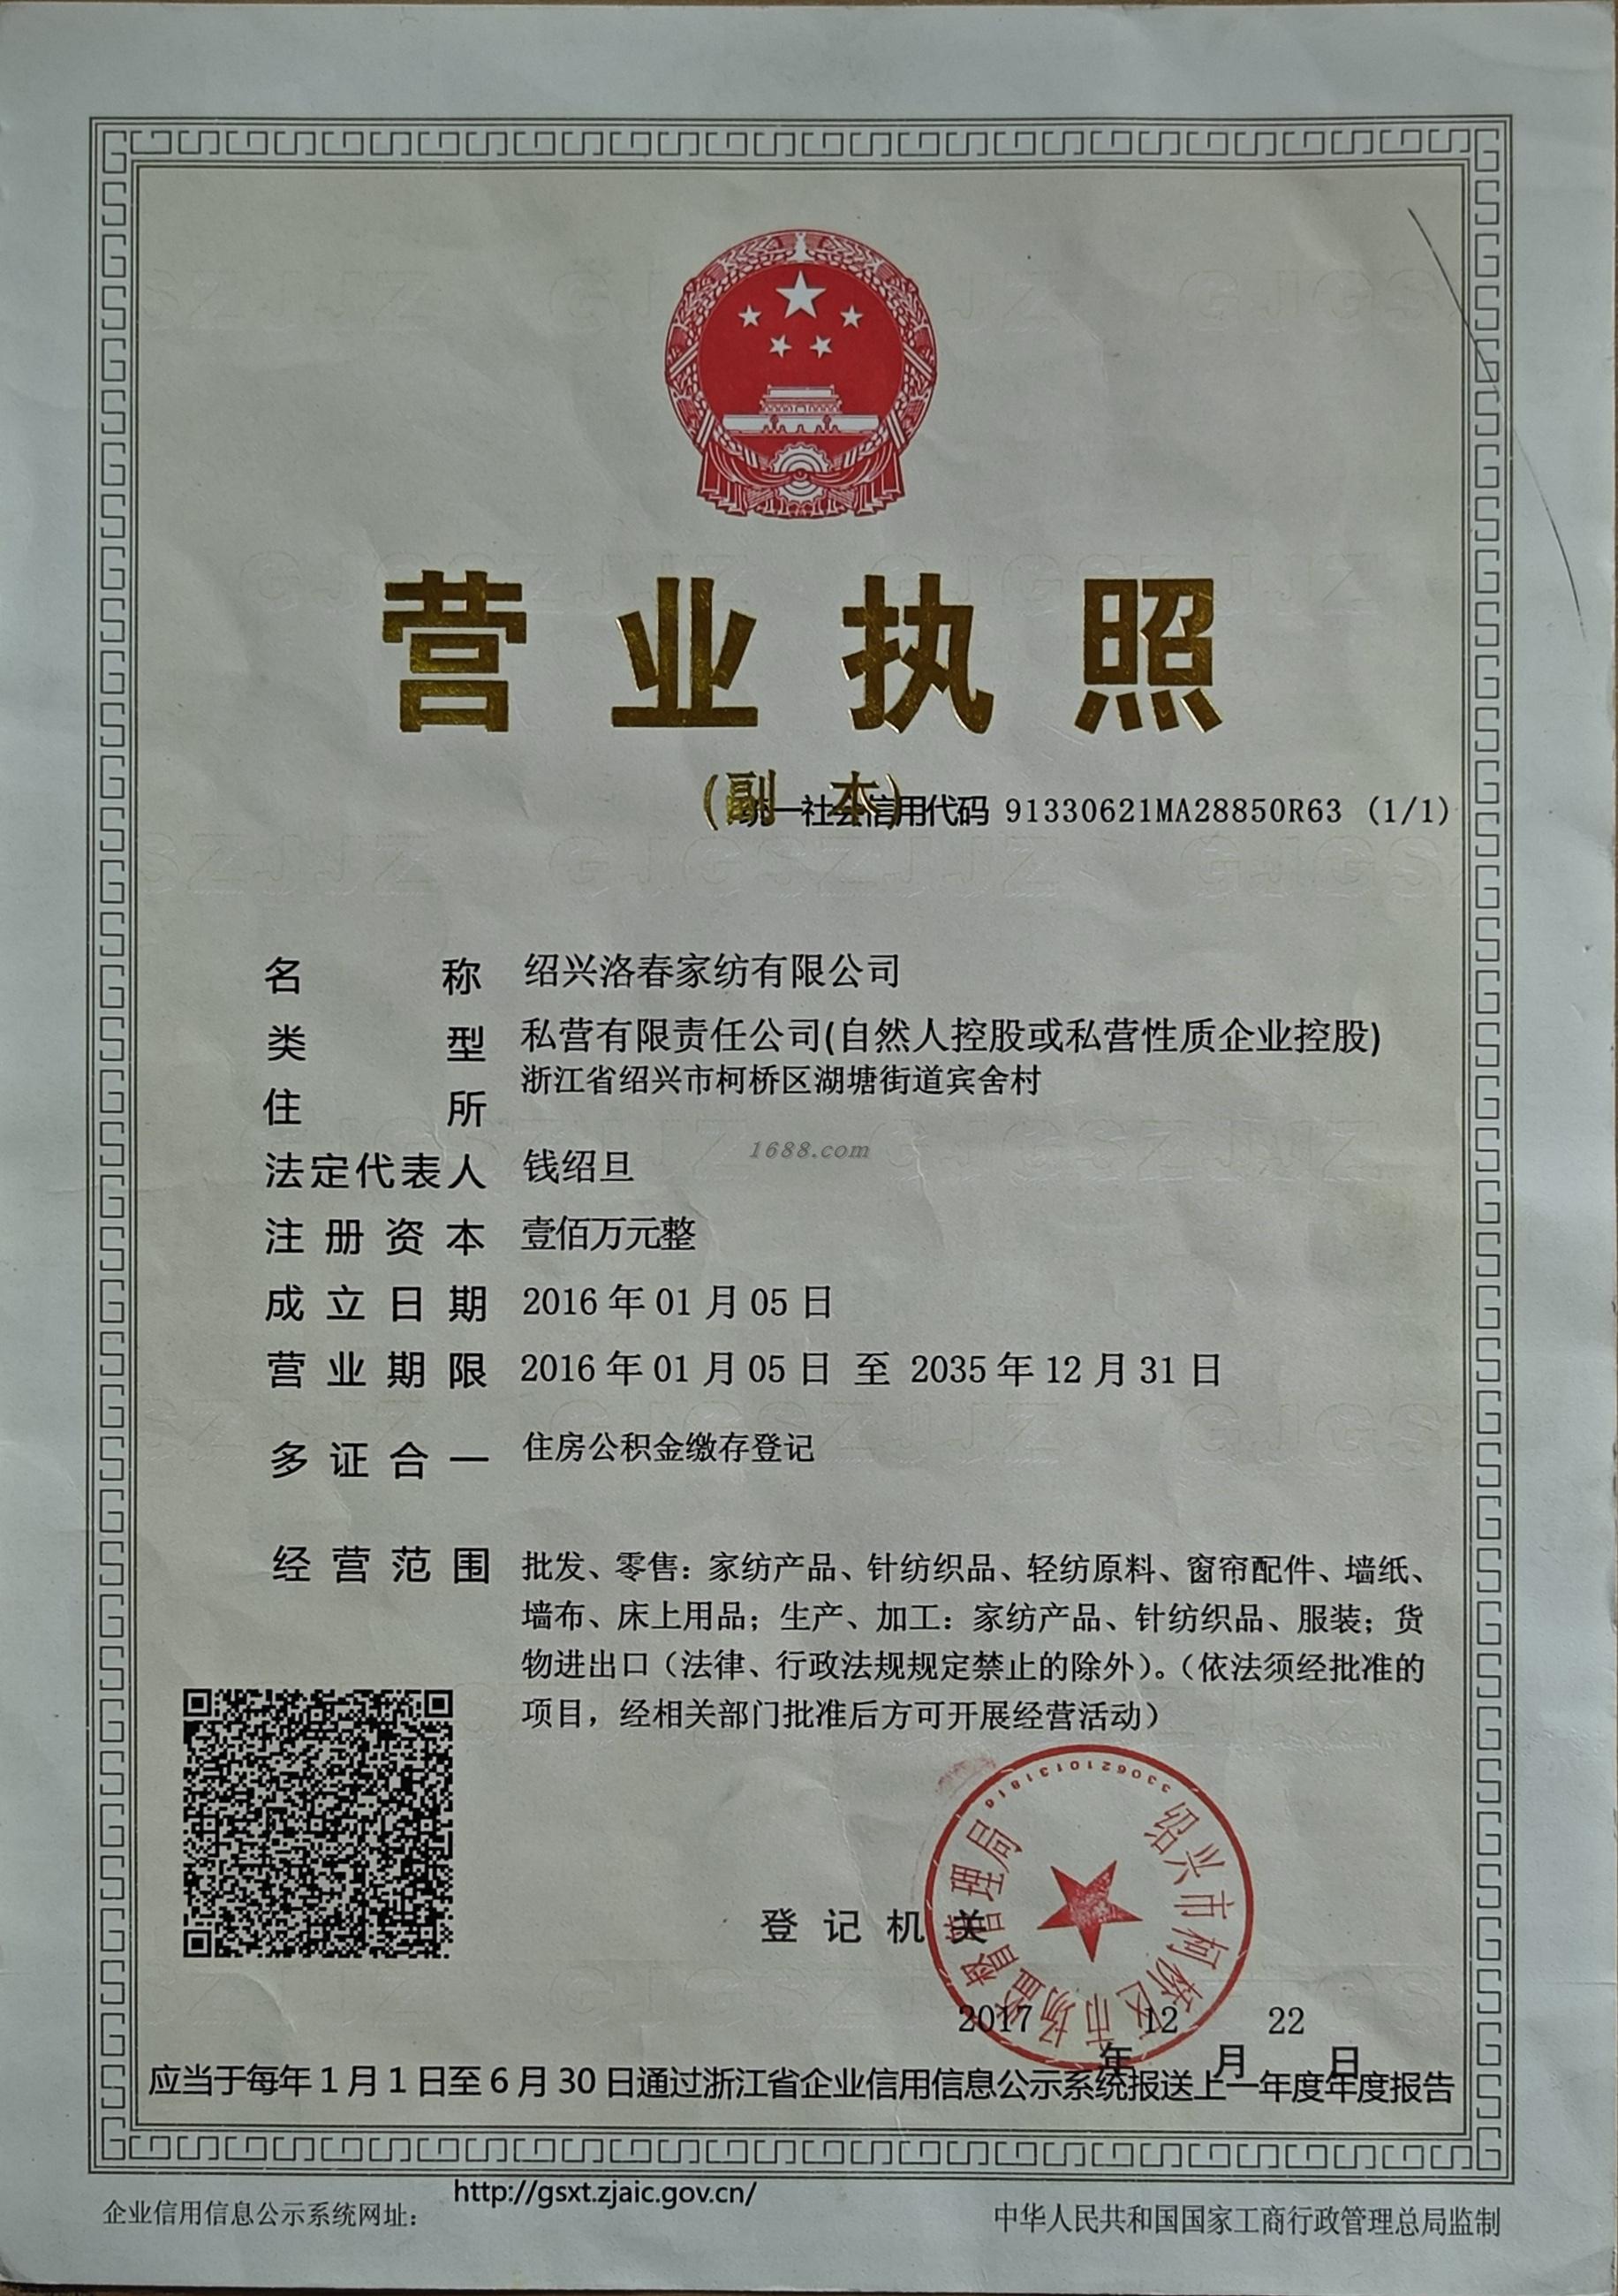 营业执照
(副 本)
统一社会信用代码 91330621MA28850R63 (1/1)
名 称 绍兴洛春家纺有限公司
类 型 私营有限责任公司(自然人控股或私营性质企业控股)
住 所 浙江省绍兴市柯桥区湖塘街道宾舍村
1688.com
法定代表人 钱绍旦
注册资本 壹佰万元整
成立日期 2016年01月05日
营业期限 2016年01月05日 至 2035年12月31日
多证合一 住房公积金缴存登记
经营范围 批发、零售：家纺产品、针纺织品、轻纺原料、窗帘配件、墙纸、
墙布、床上用品；生产、加工：家纺产品、针纺织品、服装；货
物进出口（法律、行政法规规定禁止的除外）。（依法须经批准的
项目，经相关部门批准后方可开展经营活动）
绍兴市柯桥区市场监督管理局
3306210131816
登记机关
2017年12月22日
应当于每年1月1日至6月30日通过浙江省企业信用信息公示系统报送上一年度年度报告
企业信用信息公示系统网址： http://gsxt.zjaic.gov.cn/
中华人民共和国国家工商行政管理总局监制